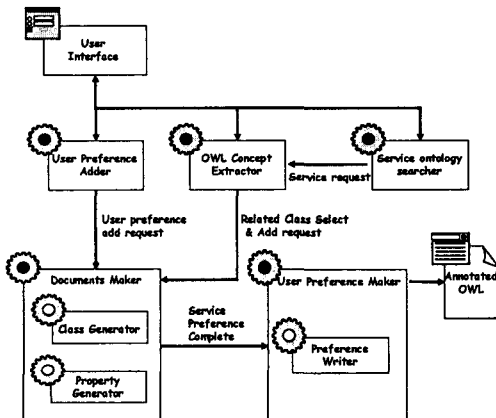 User
Interface
User Preference
Adder
OWL Concept
Extractor
Service ontology
searcher
Service request
User preference
add request
Related Class Select
& Add request
Documents Maker
User Preference Maker
Annotated
OWL
Class Generator
Service
Preference
Complete
Preference
Writer
Property
Generator